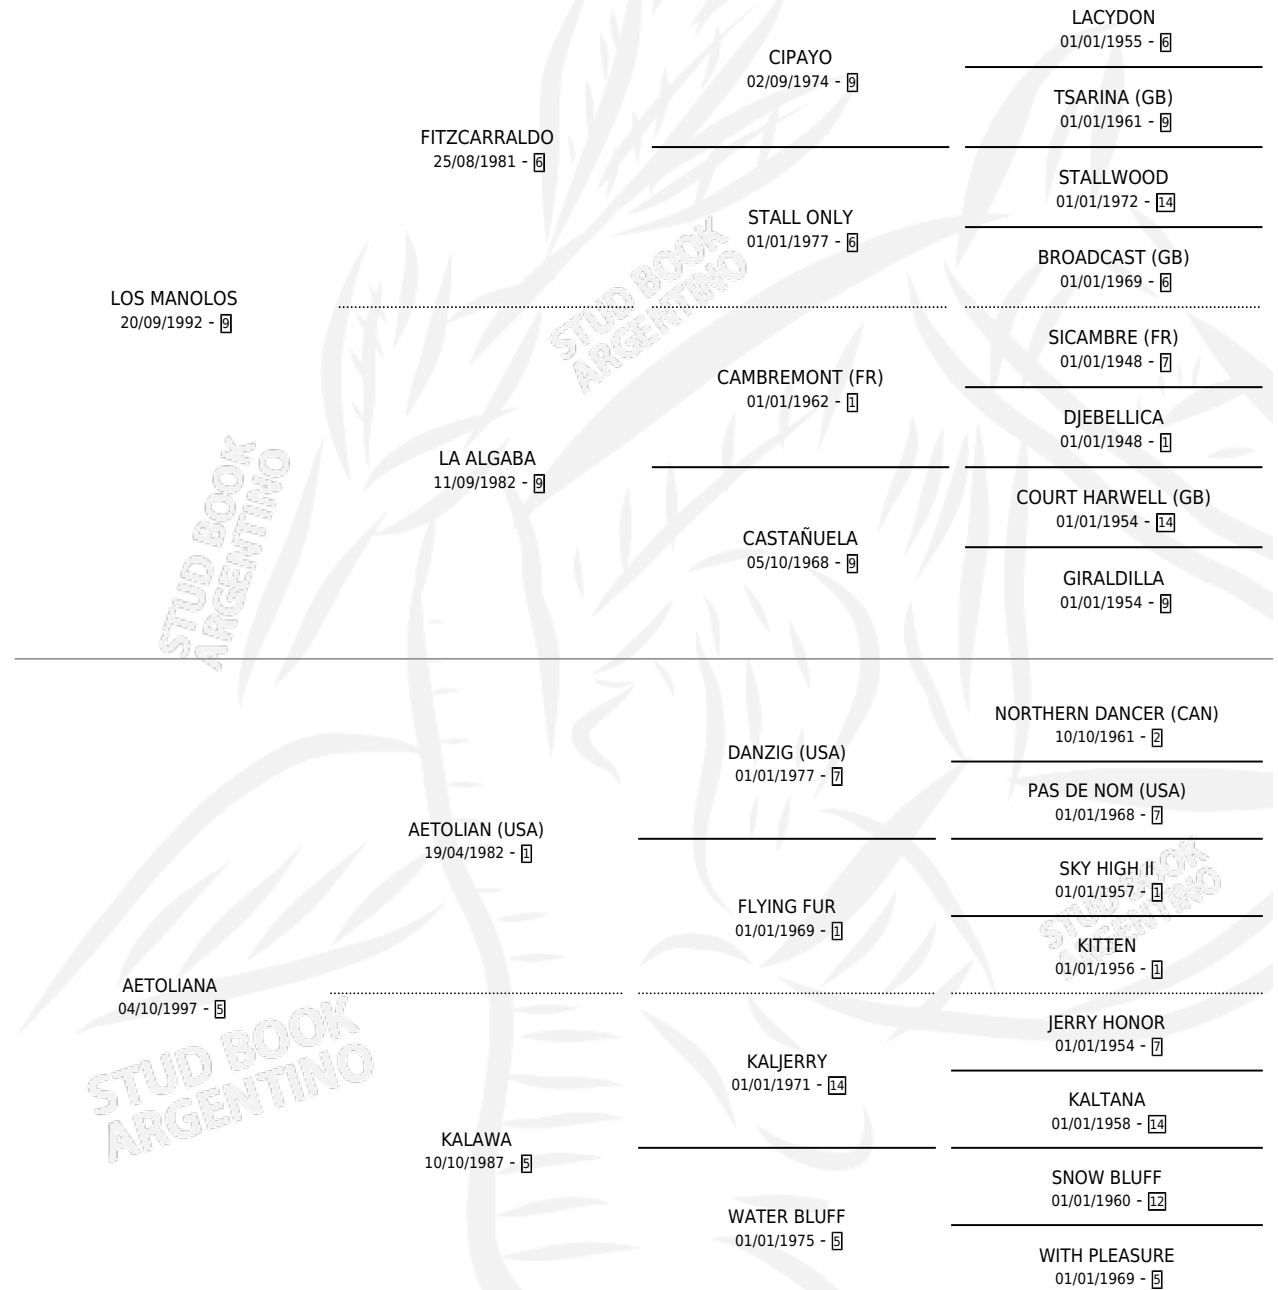 LACYDON
01/01/1955 - 6
CIPAYO
02/09/1974 - 9
TSARINA (GB)
01/01/1961 - 9
FITZCARRALDO
25/08/1981 - 6
STALLWOOD
01/01/1972 - 14
STALL ONLY
01/01/1977 - 6
BROADCAST (GB)
01/01/1969 - 6
LOS MANOLOS
20/09/1992 - 9
SICAMBRE (FR)
01/01/1948 - 7
CAMBREMONT (FR)
01/01/1962 - 1
DJEBELLICA
01/01/1948 - 1
LA ALGABA
11/09/1982 - 9
COURT HARWELL (GB)
01/01/1954 - 14
CASTAÑUELA
05/10/1968 - 9
GIRALDILLA
01/01/1954 - 9
NORTHERN DANCER (CAN)
10/10/1961 - 2
DANZIG (USA)
01/01/1977 - 7
PAS DE NOM (USA)
01/01/1968 - 7
AETOLIAN (USA)
19/04/1982 - 1
SKY HIGH II
01/01/1957 - 1
FLYING FUR
01/01/1969 - 1
KITTEN
01/01/1956 - 1
AETOLIANA
04/10/1997 - 5
JERRY HONOR
01/01/1954 - 7
KALJERRY
01/01/1971 - 14
KALTANA
01/01/1958 - 14
KALAWA
10/10/1987 - 5
SNOW BLUFF
01/01/1960 - 12
WATER BLUFF
01/01/1975 - 5
WITH PLEASURE
01/01/1969 - 5
STUD BOOK
ARGENTINO
STUD BOOK
ARGENTINO
STUD BOOK
ARGENTINO
STUD BOOK
ARGENTINO